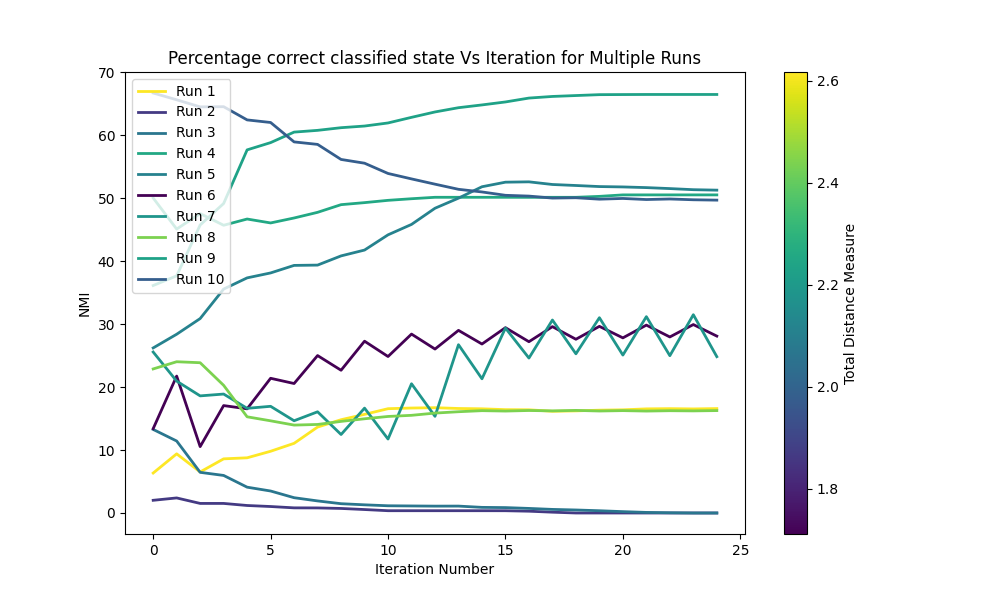 Percentage correct classified state Vs Iteration for Multiple Runs
70
60
50
40
30
20
10
0
NMI
Run 1
Run 2
Run 3
Run 4
Run 5
Run 6
Run 7
Run 8
Run 9
Run 10
0 5 10 15 20 25
Iteration Number
2.6
2.4
2.2
2.0
1.8
Total Distance Measure